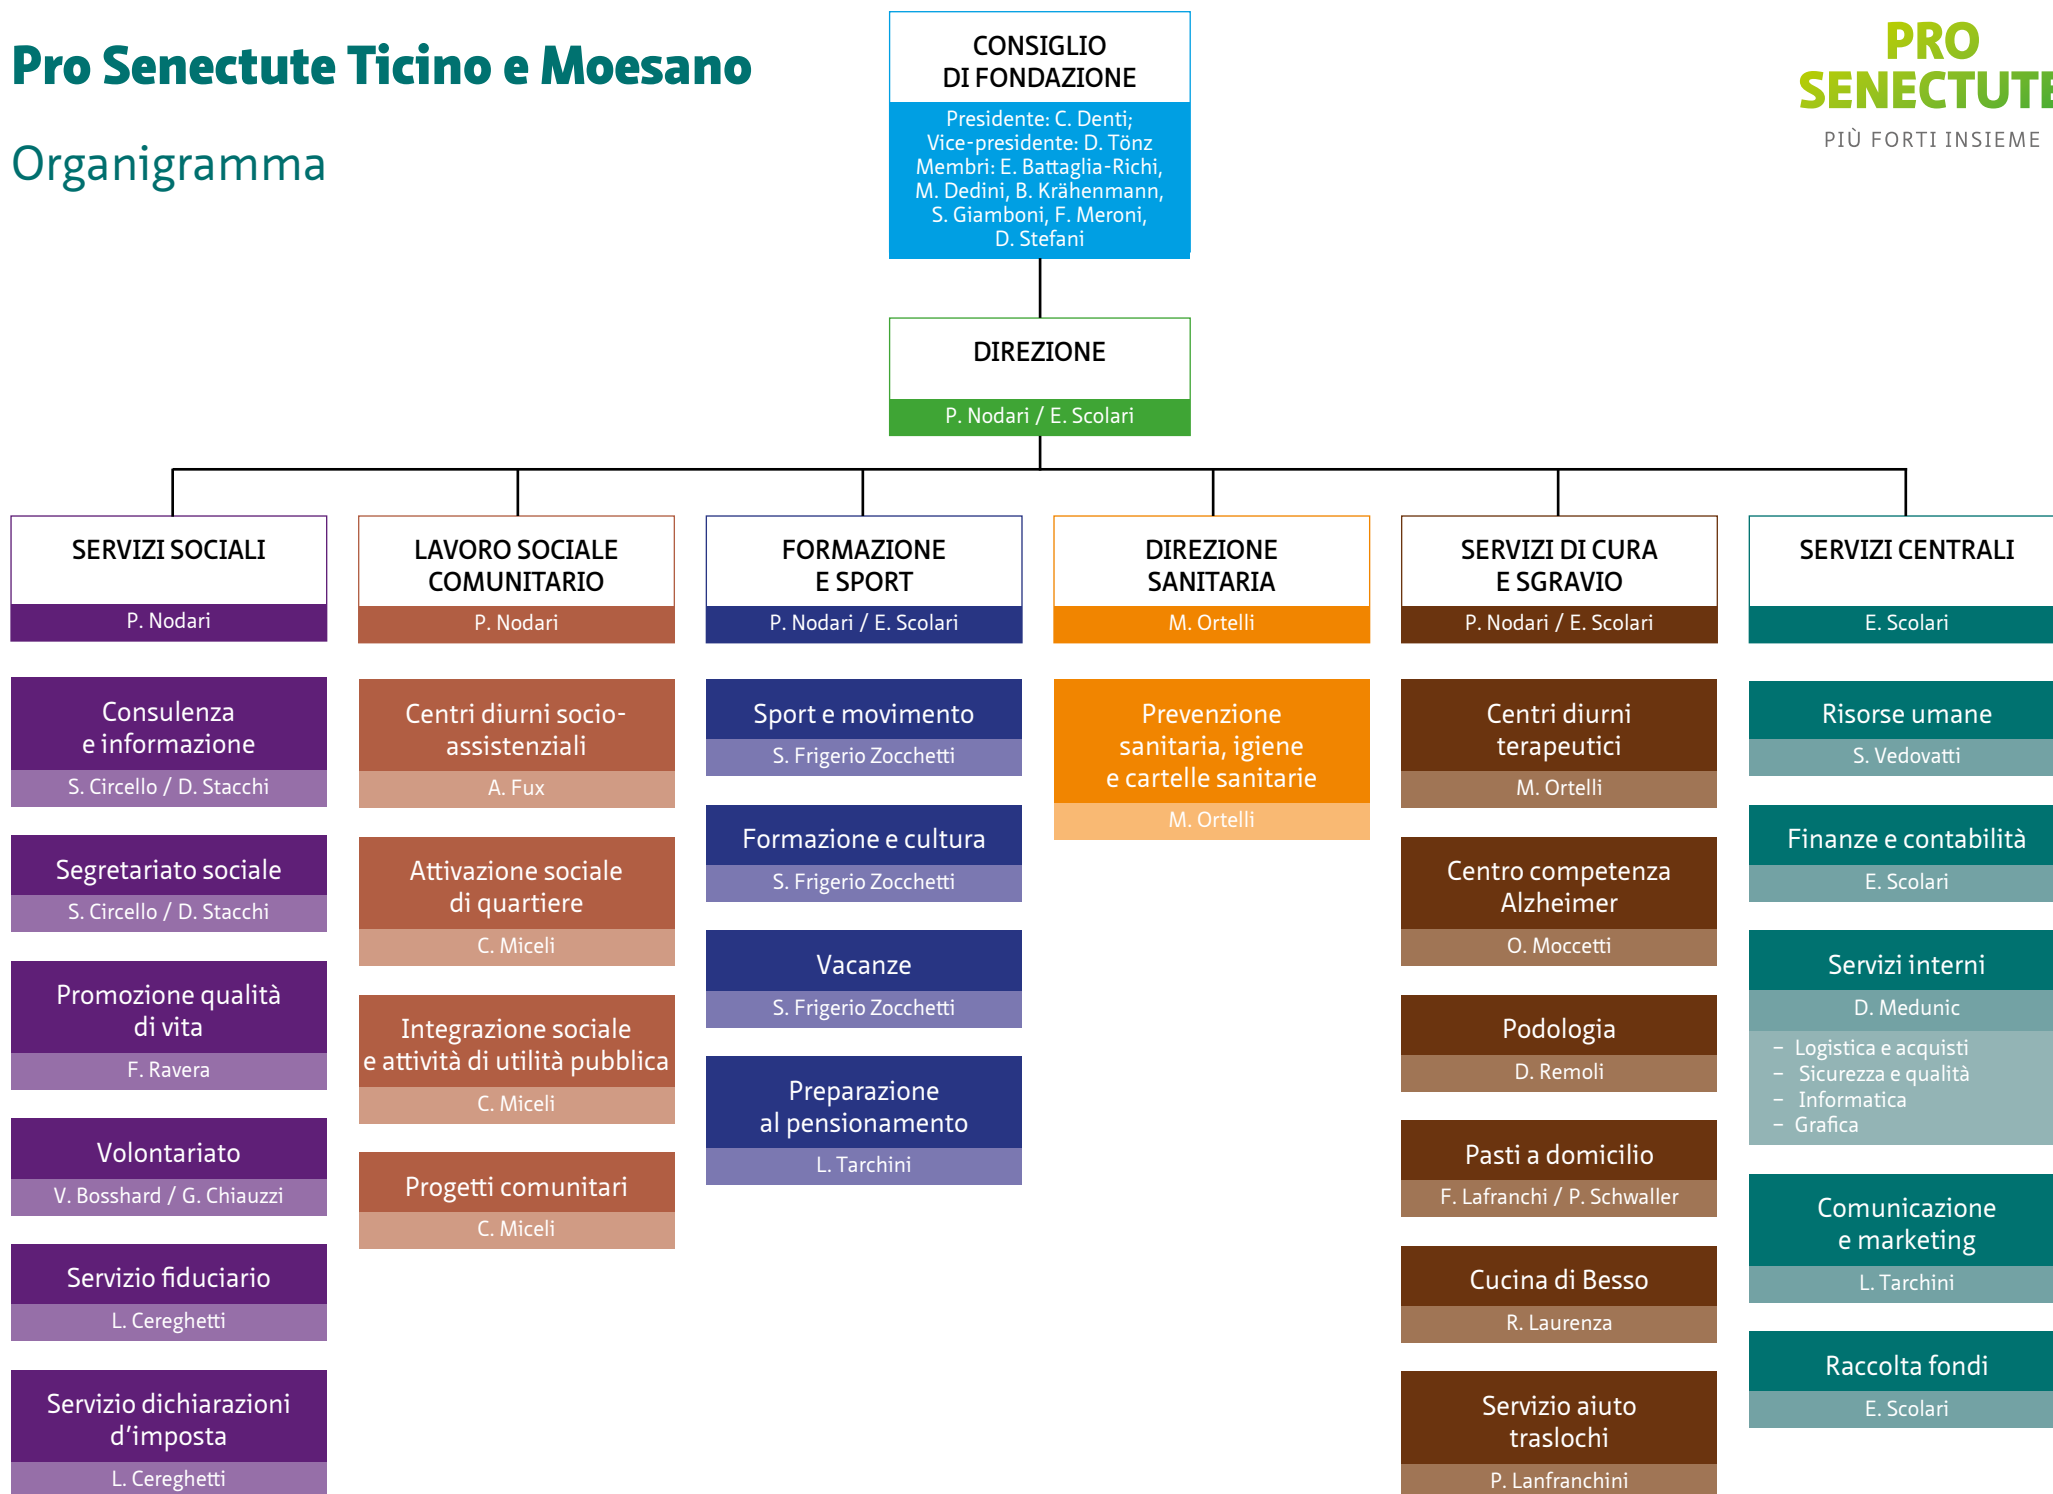 Pro Senectute Ticino e Moesano
Organigramma
PRO
SENECTUTE
PIÙ FORTI INSIEME
CONSIGLIO
DI FONDAZIONE
Presidente: C. Denti;
Vice-presidente: D. Tönz
Membri: E. Battaglia-Richi,
M. Dedini, B. Krähenmann,
S. Giamboni, F. Meroni,
D. Stefani
DIREZIONE
P. Nodari / E. Scolari
SERVIZI SOCIALI
P. Nodari
Consulenza
e informazione
S. Circello / D. Stacchi
Segretariato sociale
S. Circello / D. Stacchi
Promozione qualità
di vita
F. Ravera
Volontariato
V. Bosshard / G. Chiauzzi
Servizio fiduciario
L. Cereghetti
Servizio dichiarazioni
d'imposta
L. Cereghetti
LAVORO SOCIALE
COMUNITARIO
P. Nodari
Centri diurni socio-
assistenziali
A. Fux
Attivazione sociale
di quartiere
C. Miceli
Integrazione sociale
e attività di utilità pubblica
C. Miceli
Progetti comunitari
C. Miceli
FORMAZIONE
E SPORT
P. Nodari / E. Scolari
Sport e movimento
S. Frigerio Zocchetti
Formazione e cultura
S. Frigerio Zocchetti
Vacanze
S. Frigerio Zocchetti
Preparazione
al pensionamento
L. Tarchini
DIREZIONE
SANITARIA
M. Ortelli
Prevenzione
sanitaria, igiene
e cartelle sanitarie
M. Ortelli
SERVIZI DI CURA
E SGRAVIO
P. Nodari / E. Scolari
Centri diurni
terapeutici
M. Ortelli
Centro competenza
Alzheimer
O. Moccetti
Podologia
D. Remoli
Pasti a domicilio
F. Lafranchi / P. Schwaller
Cucina di Besso
R. Laurenza
Servizio aiuto
traslochi
P. Lanfranchini
SERVIZI CENTRALI
E. Scolari
Risorse umane
S. Vedovatti
Finanze e contabilità
E. Scolari
Servizi interni
D. Medunic
– Logistica e acquisti
– Sicurezza e qualità
– Informatica
– Grafica
Comunicazione
e marketing
L. Tarchini
Raccolta fondi
E. Scolari